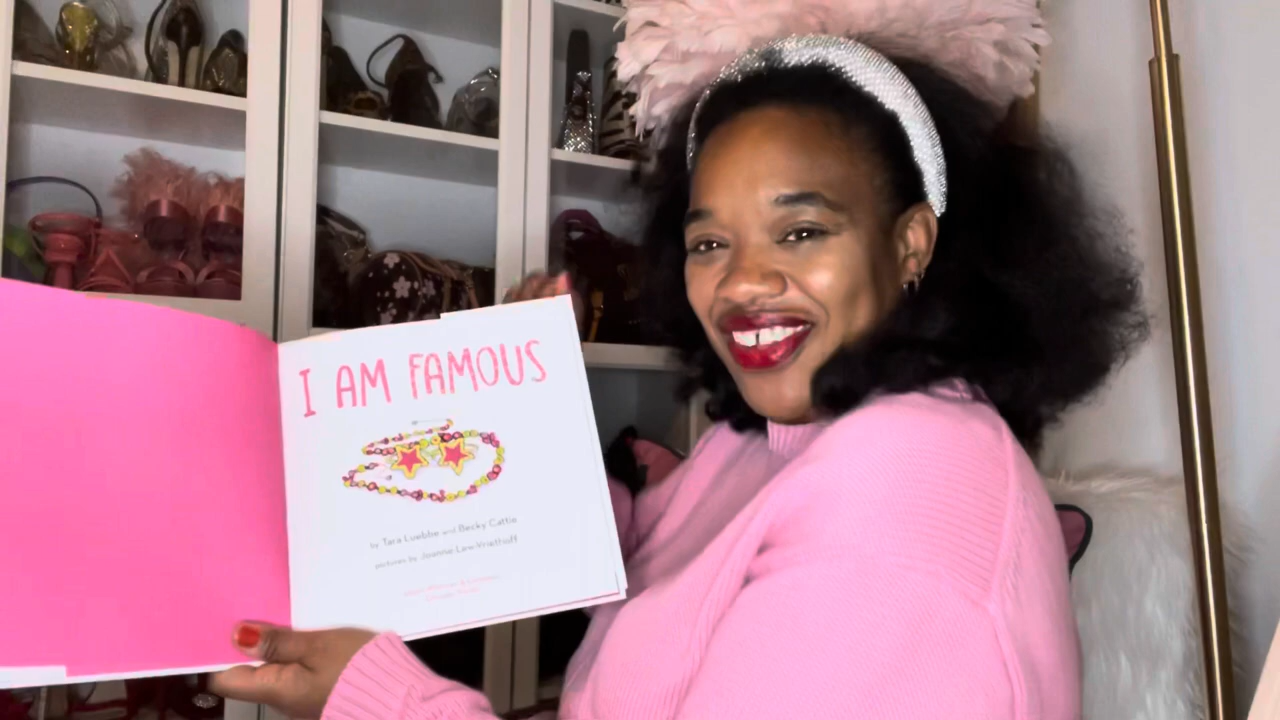 I AM FAMOUS
by Tara Luebbe and Becky Cattie
pictures by Joanne Lew-Vriethoff